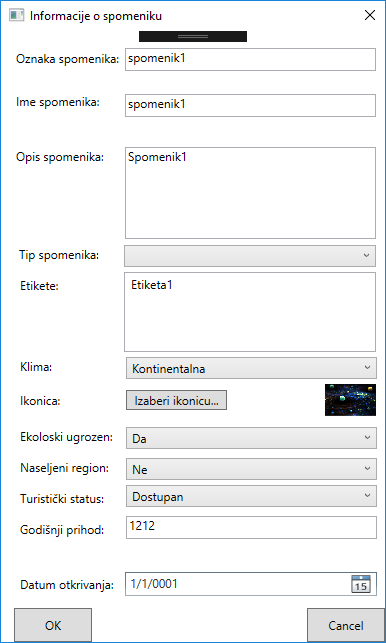 Informacije o spomeniku
Oznaka spomenika: spomenik1
Ime spomenika: spomenik1
Opis spomenika: Spomenik1
Tip spomenika:
Etikete: Etiketa1
Klima: Kontinentalna
Ikonica: Izaberi ikonicu...
Ekoloski ugrozen: Da
Naseljeni region: Ne
Turistički status: Dostupan
Godišnji prihod: 1212
Datum otkrivanja: 1/1/0001 15
OK Cancel